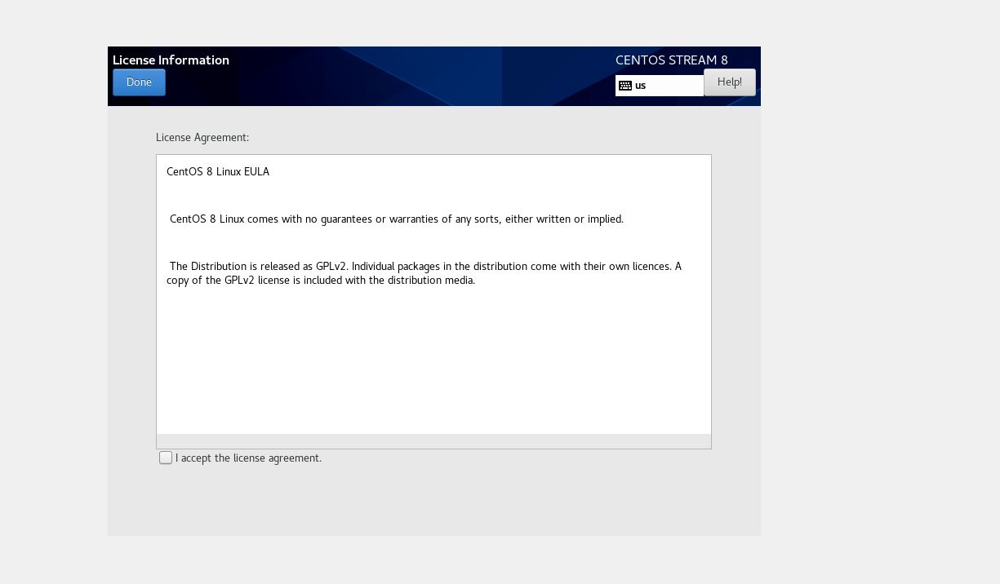 License Information
CENTOS STREAM 8
Done
us
Help!
License Agreement:
CentOS 8 Linux EULA
CentOS 8 Linux comes with no guarantees or warranties of any sorts, either written or implied.
The Distribution is released as GPLv2. Individual packages in the distribution come with their own licences. A
copy of the GPLv2 license is included with the distribution media.
I accept the license agreement.